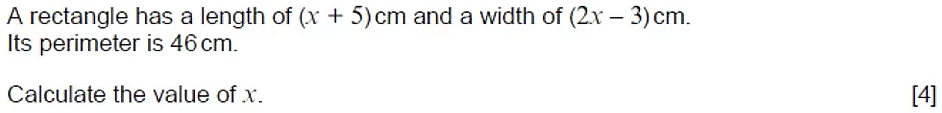 A rectangle has a length of (x + 5) cm and a width of (2x – 3) cm.
Its perimeter is 46 cm.
Calculate the value of x. [4]